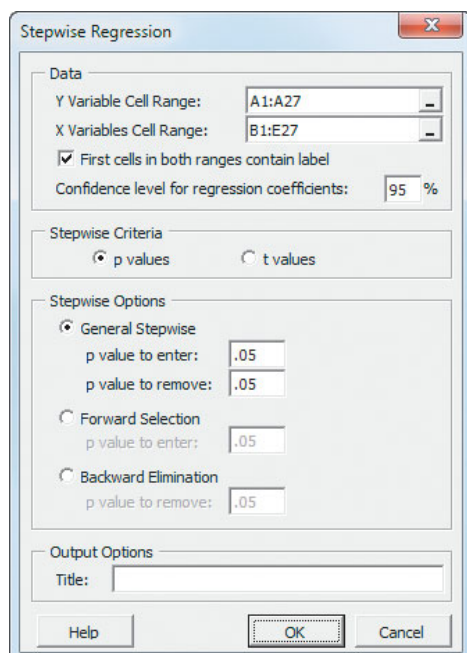 Stepwise Regression
Data
Y Variable Cell Range: A1:A27
X Variables Cell Range: B1:E27
First cells in both ranges contain label
Confidence level for regression coefficients: 95 %
Stepwise Criteria
p values t values
Stepwise Options
General Stepwise
p value to enter: .05
p value to remove: .05
Forward Selection
p value to enter: .05
Backward Elimination
p value to remove: .05
Output Options
Title:
Help OK Cancel